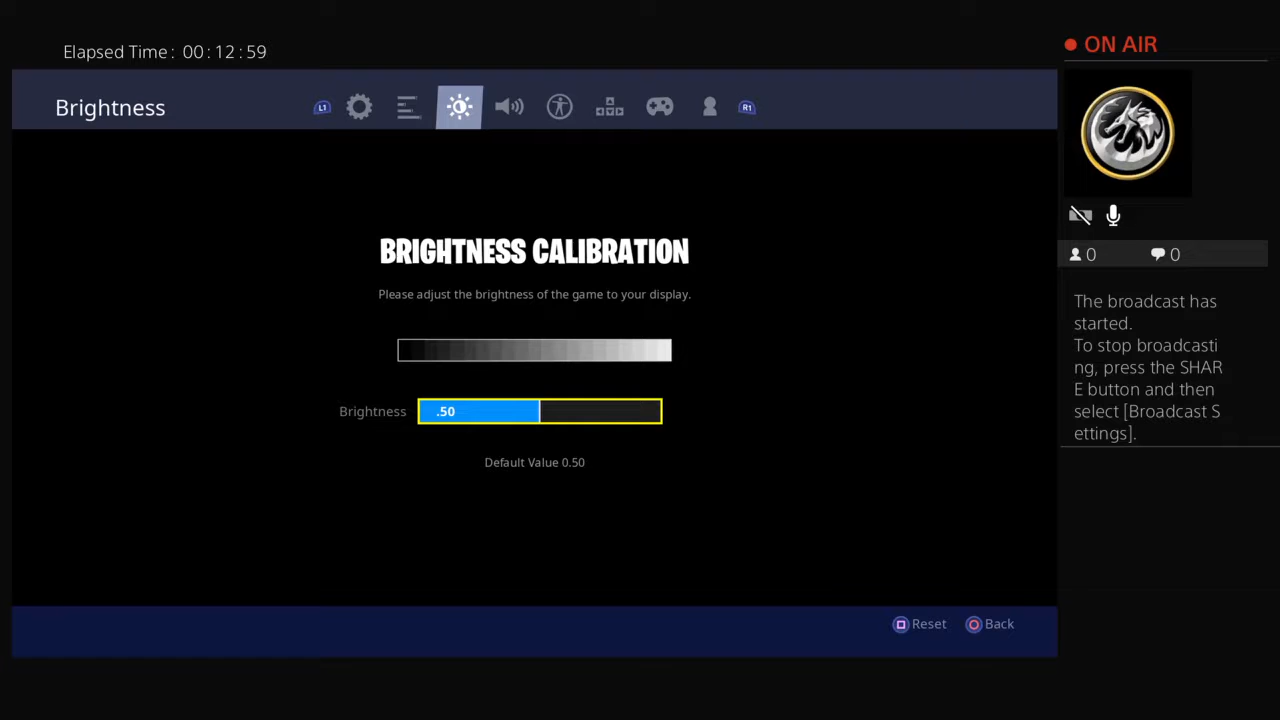 Elapsed Time: 00:12:59
ON AIR
Brightness
L1
R1
0
0
BRIGHTNESS CALIBRATION
Please adjust the brightness of the game to your display.
Brightness
.50
Default Value 0.50
The broadcast has
started.
To stop broadcasti
ng, press the SHAR
E button and then
select [Broadcast S
ettings].
Reset
Back